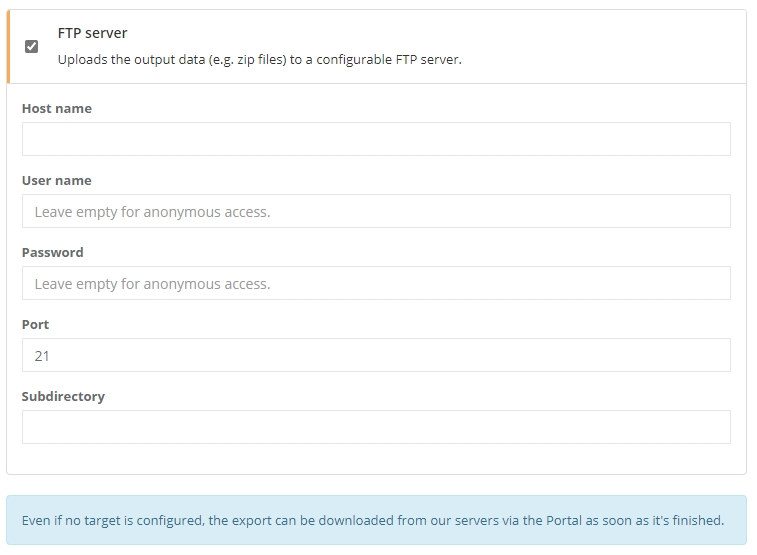 FTP server
Uploads the output data (e.g. zip files) to a configurable FTP server.
Host name
User name
Leave empty for anonymous access.
Password
Leave empty for anonymous access.
Port
21
Subdirectory
Even if no target is configured, the export can be downloaded from our servers via the Portal as soon as it's finished.